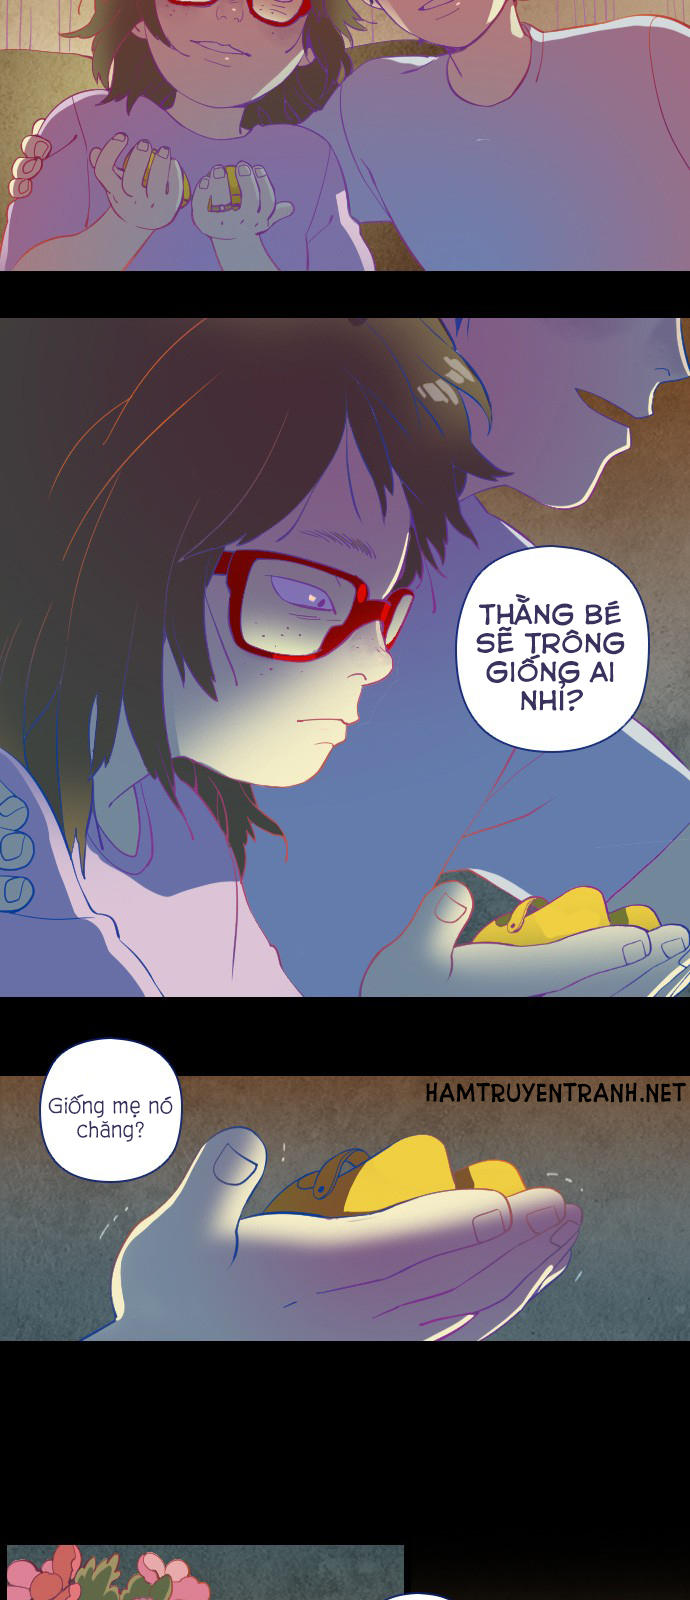 THẰNG BÉ
SẼ TRÔNG
GIỐNG AI
NHỈ?
HAMTRUYENTRANH.NET
Giống mẹ nó
chăng?